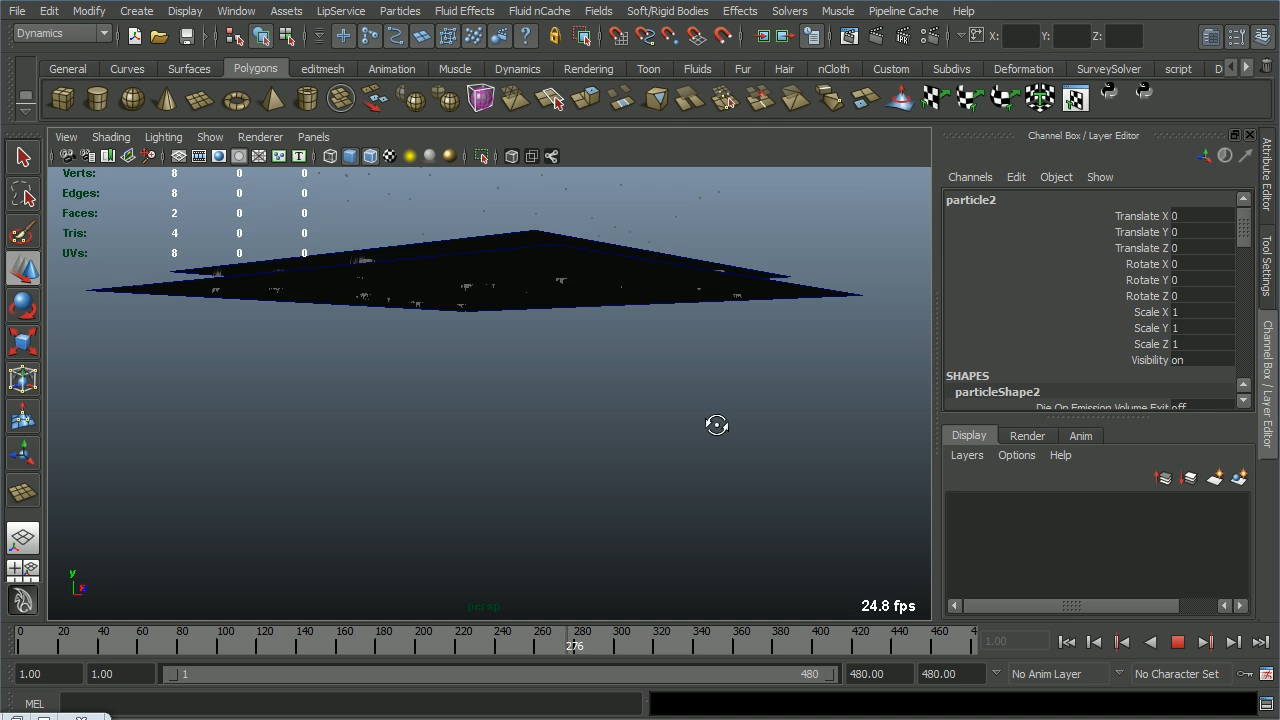 File Edit Modify Create Display Window Assets LipService Particles Fluid Effects Fluid nCache Fields Soft/Rigid Bodies Effects Solvers Muscle Pipeline Cache Help
Dynamics X: Y: Z:
General Curves Surfaces Polygons editmesh Animation Muscle Dynamics Rendering Toon Fluids Fur Hair nCloth Custom Subdivs Deformation SurveySolver script D
View Shading Lighting Show Renderer Panels
Verts: 8 0 0
Edges: 8 0 0
Faces: 2 0 0
Tris: 4 0 0
UVs: 8 0 0
y
x
persp
24.8 fps
Channel Box / Layer Editor
Channels Edit Object Show
particle2
Translate X 0
Translate Y 0
Translate Z 0
Rotate X 0
Rotate Y 0
Rotate Z 0
Scale X 1
Scale Y 1
Scale Z 1
Visibility on
SHAPES
particleShape2
Die On Emission Volume Exit off
Display Render Anim
Layers Options Help
Attribute Editor
Tool Settings
Channel Box / Layer Editor
0 20 40 60 80 100 120 140 160 180 200 220 240 260 280 300 320 340 360 380 400 420 440 460 4
276
1.00
1.00 1.00 1 480 480.00 480.00 No Anim Layer No Character Set
MEL